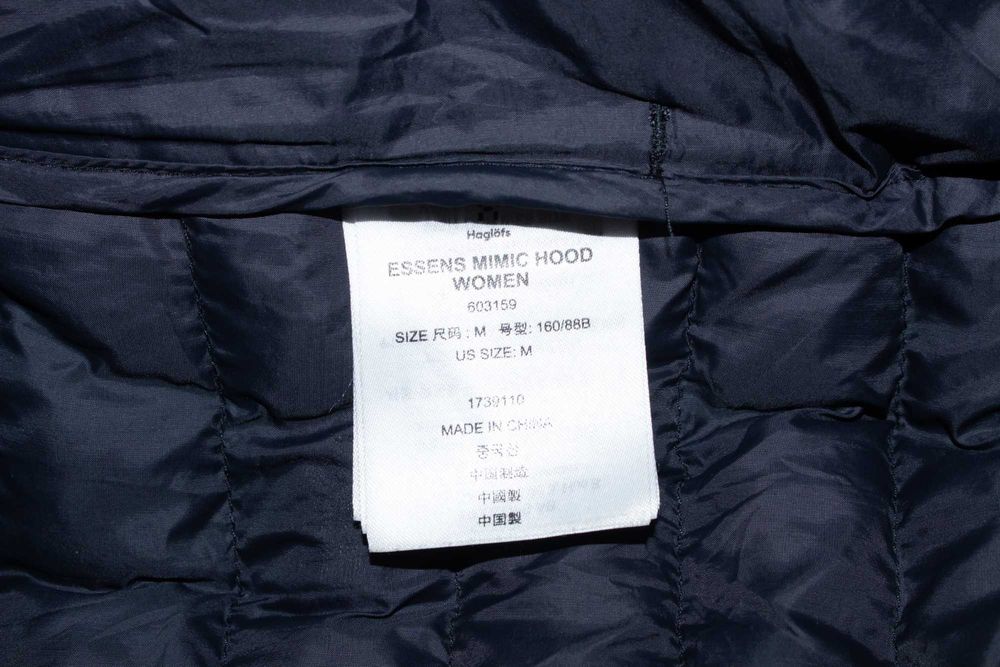 Haglöfs
ESSENS MIMIC HOOD
WOMEN
603159
SIZE 尺码 : M 号型: 160/88B
US SIZE: M
1739110
MADE IN CHINA
중국산
中国制造
中國製
中国製